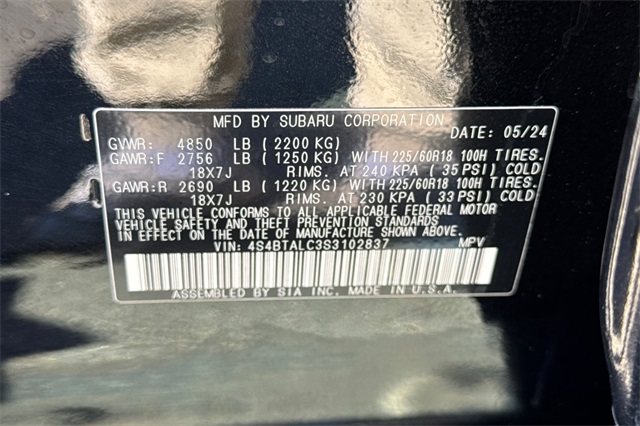 MFD BY SUBARU CORPORATION
DATE: 05/24
GVWR: 4850 LB (2200 KG)
GAWR:F 2756 LB (1250 KG) WITH 225/60R18 100H TIRES.
18X7J RIMS. AT 240 KPA (35 PSI) COLD
GAWR:R 2690 LB (1220 KG) WITH 225/60R18 100H TIRES.
18X7J RIMS. AT 230 KPA (33 PSI) COLD
THIS VEHICLE CONFORMS TO ALL APPLICABLE FEDERAL MOTOR
VEHICLE SAFETY AND THEFT PREVENTION STANDARDS
IN EFFECT ON THE DATE OF MANUFACTURE SHOWN ABOVE.
VIN: 4S4BTALC3S3102837 MPV
ASSEMBLED BY SIA INC. MADE IN U.S.A.